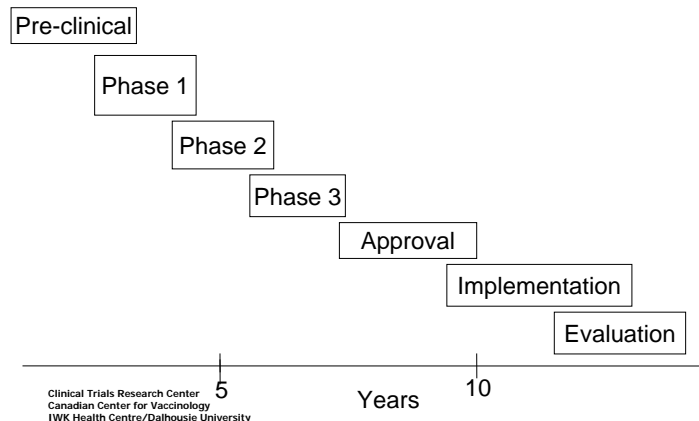 Pre-clinical
Phase 1
Phase 2
Phase 3
Approval
Implementation
Evaluation
5
10
Years
Clinical Trials Research Center
Canadian Center for Vaccinology
IWK Health Centre/Dalhousie University